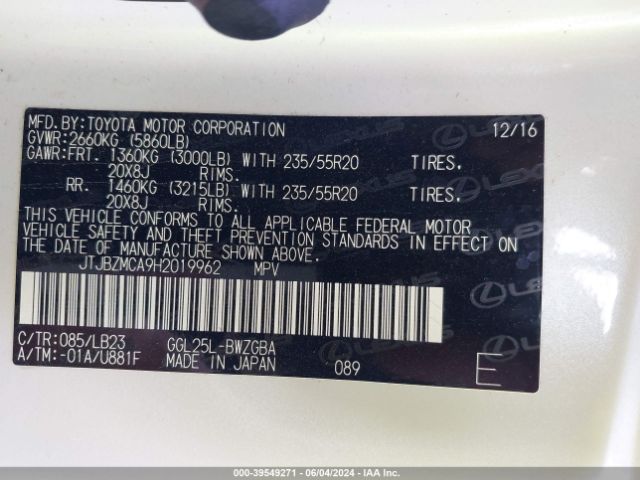 MFD.BY:TOYOTA MOTOR CORPORATION 12/16
GVWR:2660KG (5860LB)
GAWR:FRT. 1360KG (3000LB) WITH 235/55R20 TIRES.
20X8J RIMS.
RR. 1460KG (3215LB) WITH 235/55R20 TIRES.
20X8J RIMS.
THIS VEHICLE CONFORMS TO ALL APPLICABLE FEDERAL MOTOR
VEHICLE SAFETY AND THEFT PREVENTION STANDARDS IN EFFECT ON
THE DATE OF MANUFACTURE SHOWN ABOVE.
JTJBZMCA9H2019962 MPV
C/TR:085/LB23 GGL25L-BWZGBA
A/TM:-01A/U881F MADE IN JAPAN 089 E
LEXUS
000-39549271 - 06/04/2024 - IAA Inc.